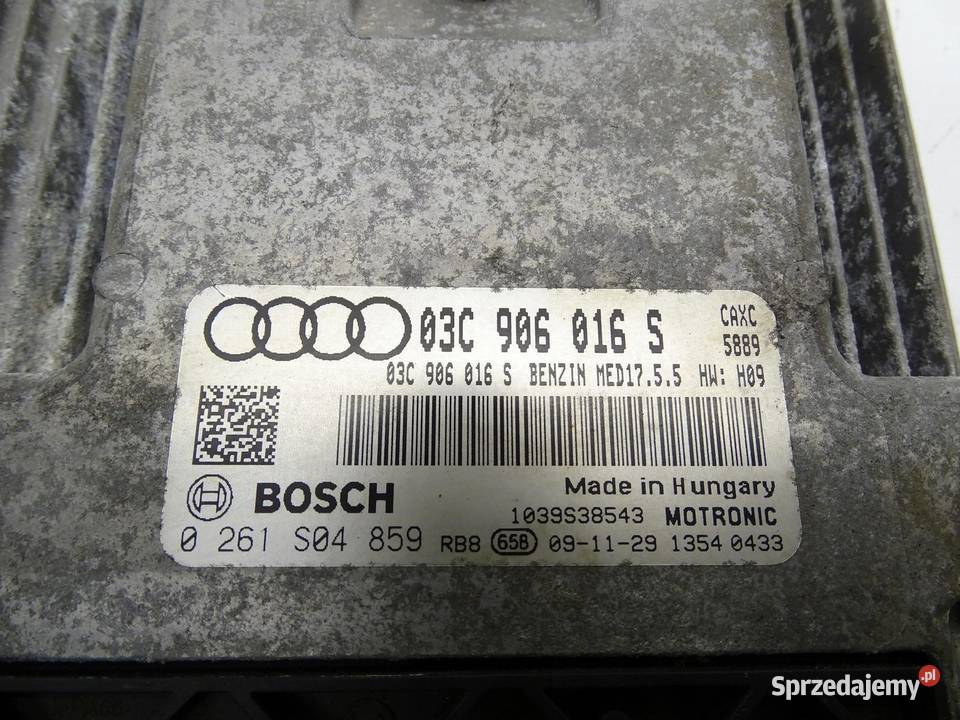 03C 906 016 S CAXC
5889
03C 906 016 S BENZIN MED17.5.5 HW: H09
BOSCH
Made in Hungary
1039S38543 MOTRONIC
0 261 S04 859 RB8 658 09-11-29 1354 0433
Sprzedajemy.pl